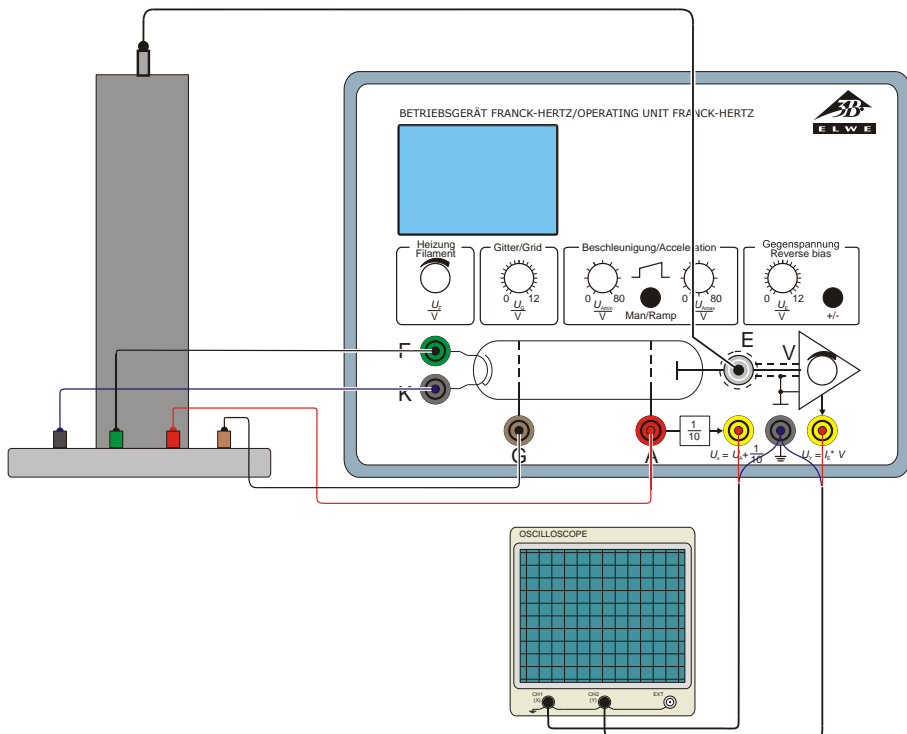 BETRIEBSGERÄT FRANCK-HERTZ/OPERATING UNIT FRANCK-HERTZ
3B
ELWE
Heizung
Filament
U_F
V
Gitter/Grid
0 12
U_G
V
Beschleunigung/Acceleration
0 80
U_Amin
V
Man/Ramp
0 80
U_Amax
V
Gegenspannung
Reverse bias
0 12
U_E
V
+/-
F
K
E
V
G
A
1
10
U_x = U_A * 1/10
U_Y = I_E * V
OSCILLOSCOPE
CH1
(X)
CH2
(Y)
EXT